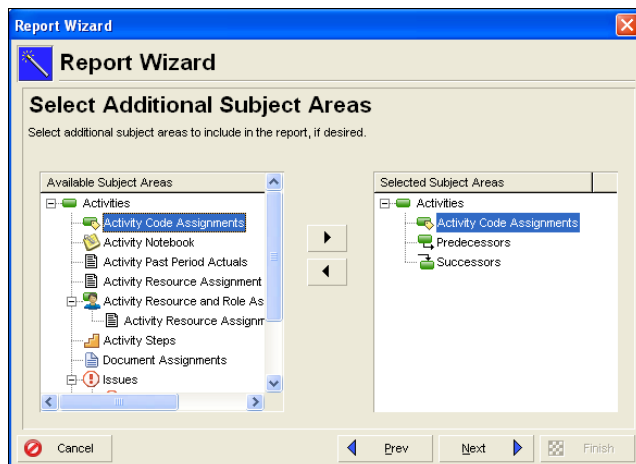 Report Wizard
Report Wizard
Select Additional Subject Areas
Select additional subject areas to include in the report, if desired.
Available Subject Areas
Activities
Activity Code Assignments
Activity Notebook
Activity Past Period Actuals
Activity Resource Assignment
Activity Resource and Role As
Activity Resource Assignm
Activity Steps
Document Assignments
Issues
Selected Subject Areas
Activities
Activity Code Assignments
Predecessors
Successors
Cancel
Prev
Next
Finish